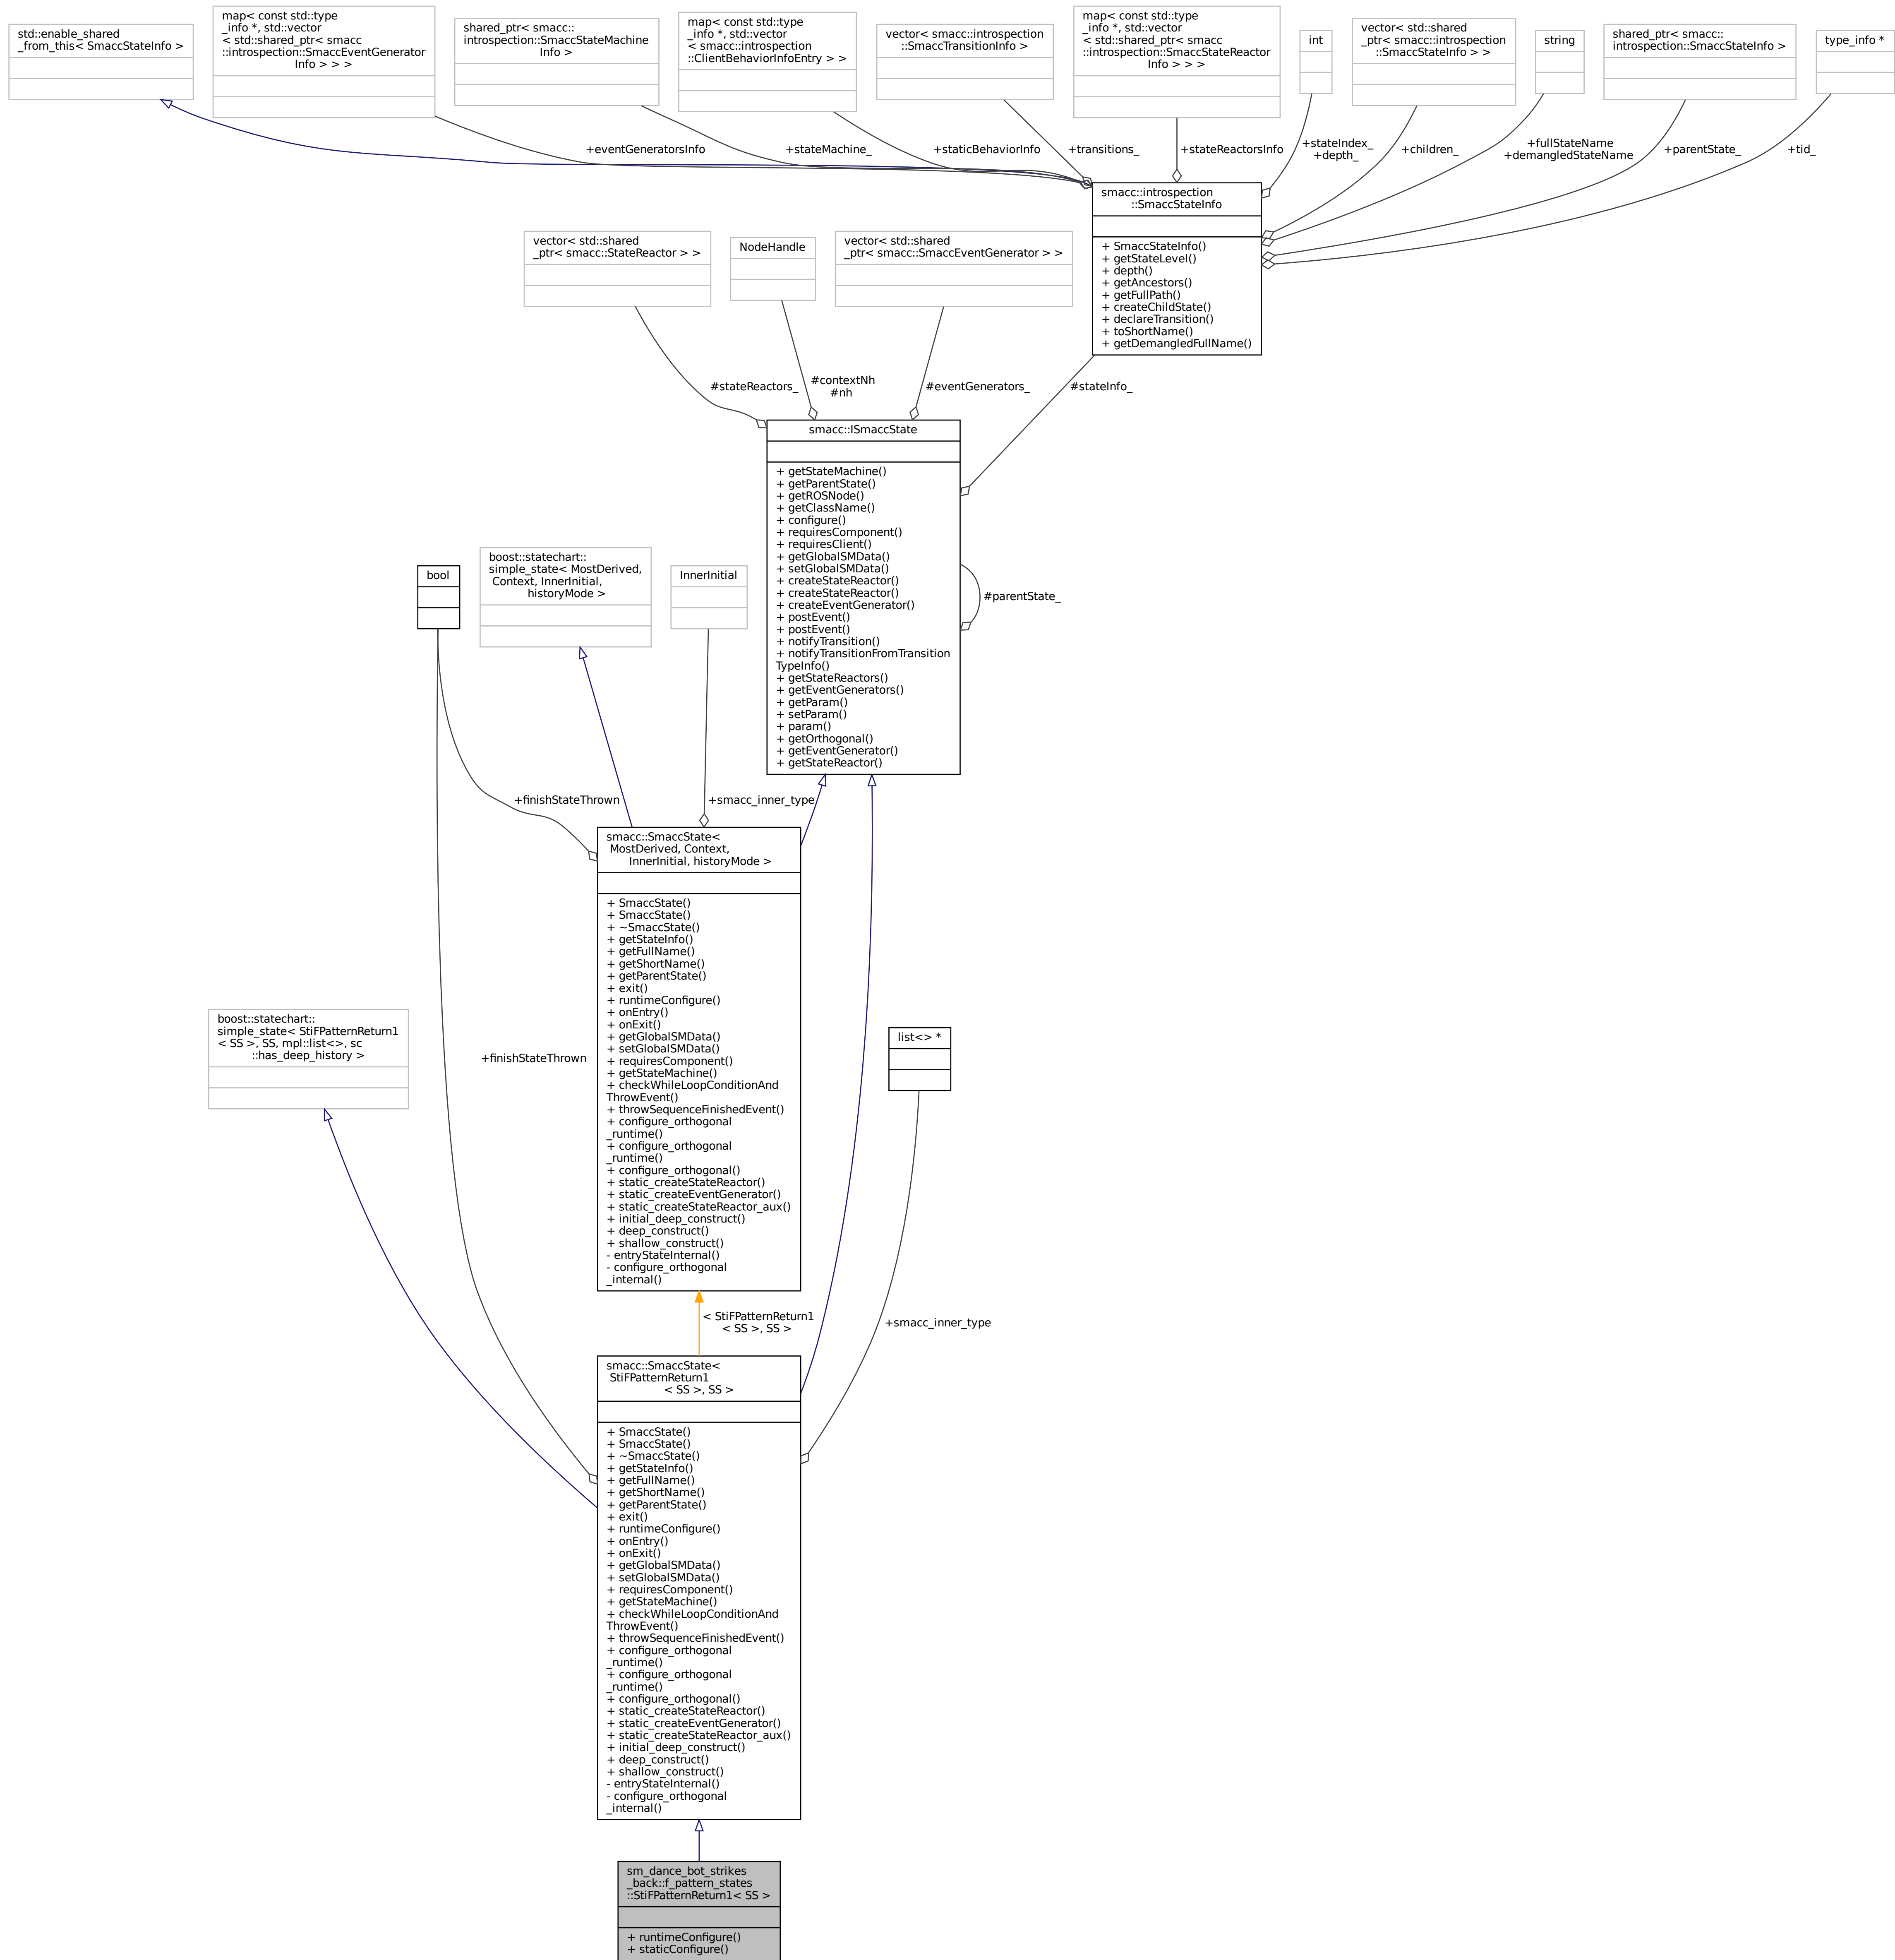 std::enable_shared
_from_this< SmaccStateInfo >
map< const std::type
_info *, std::vector
< std::shared_ptr< smacc
::introspection::SmaccEventGenerator
Info > > >
shared_ptr< smacc::
introspection::SmaccStateMachine
Info >
map< const std::type
_info *, std::vector
< smacc::introspection
::ClientBehaviorInfoEntry > >
vector< smacc::introspection
::SmaccTransitionInfo >
map< const std::type
_info *, std::vector
< std::shared_ptr< smacc
::introspection::SmaccStateReactor
Info > > >
int
vector< std::shared
_ptr< smacc::introspection
::SmaccStateInfo > >
string
shared_ptr< smacc::
introspection::SmaccStateInfo >
type_info *
+eventGeneratorsInfo
+stateMachine_
+staticBehaviorInfo
+transitions_
+stateReactorsInfo
+stateIndex_
+depth_
+children_
+fullStateName
+demangledStateName
+parentState_
+tid_
smacc::introspection
::SmaccStateInfo
+ SmaccStateInfo()
+ getStateLevel()
+ depth()
+ getAncestors()
+ getFullPath()
+ createChildState()
+ declareTransition()
+ toShortName()
+ getDemangledFullName()
vector< std::shared
_ptr< smacc::StateReactor > >
NodeHandle
vector< std::shared
_ptr< smacc::SmaccEventGenerator > >
#stateReactors_
#contextNh
#nh
#eventGenerators_
#stateInfo_
smacc::ISmaccState
+ getStateMachine()
+ getParentState()
+ getROSNode()
+ getClassName()
+ configure()
+ requiresComponent()
+ requiresClient()
+ getGlobalSMData()
+ setGlobalSMData()
+ createStateReactor()
+ createStateReactor()
+ createEventGenerator()
+ postEvent()
+ postEvent()
+ notifyTransition()
+ notifyTransitionFromTransition
TypeInfo()
+ getStateReactors()
+ getEventGenerators()
+ getParam()
+ setParam()
+ param()
+ getOrthogonal()
+ getEventGenerator()
+ getStateReactor()
#parentState_
bool
boost::statechart::
simple_state< MostDerived,
Context, InnerInitial,
historyMode >
InnerInitial
+finishStateThrown
+smacc_inner_type
smacc::SmaccState<
MostDerived, Context,
InnerInitial, historyMode >
+ SmaccState()
+ SmaccState()
+ ~SmaccState()
+ getStateInfo()
+ getFullName()
+ getShortName()
+ getParentState()
+ exit()
+ runtimeConfigure()
+ onEntry()
+ onExit()
+ getGlobalSMData()
+ setGlobalSMData()
+ requiresComponent()
+ getStateMachine()
+ checkWhileLoopConditionAnd
ThrowEvent()
+ throwSequenceFinishedEvent()
+ configure_orthogonal
_runtime()
+ configure_orthogonal
_runtime()
+ configure_orthogonal()
+ static_createStateReactor()
+ static_createEventGenerator()
+ static_createStateReactor_aux()
+ initial_deep_construct()
+ deep_construct()
+ shallow_construct()
- entryStateInternal()
- configure_orthogonal
_internal()
boost::statechart::
simple_state< StiFPatternReturn1
< SS >, SS, mpl::list<>, sc
::has_deep_history >
+finishStateThrown
list<> *
< StiFPatternReturn1
< SS >, SS >
+smacc_inner_type
smacc::SmaccState<
StiFPatternReturn1
< SS >, SS >
+ SmaccState()
+ SmaccState()
+ ~SmaccState()
+ getStateInfo()
+ getFullName()
+ getShortName()
+ getParentState()
+ exit()
+ runtimeConfigure()
+ onEntry()
+ onExit()
+ getGlobalSMData()
+ setGlobalSMData()
+ requiresComponent()
+ getStateMachine()
+ checkWhileLoopConditionAnd
ThrowEvent()
+ throwSequenceFinishedEvent()
+ configure_orthogonal
_runtime()
+ configure_orthogonal
_runtime()
+ configure_orthogonal()
+ static_createStateReactor()
+ static_createEventGenerator()
+ static_createStateReactor_aux()
+ initial_deep_construct()
+ deep_construct()
+ shallow_construct()
- entryStateInternal()
- configure_orthogonal
_internal()
sm_dance_bot_strikes
_back::f_pattern_states
::StiFPatternReturn1< SS >
+ runtimeConfigure()
+ staticConfigure()